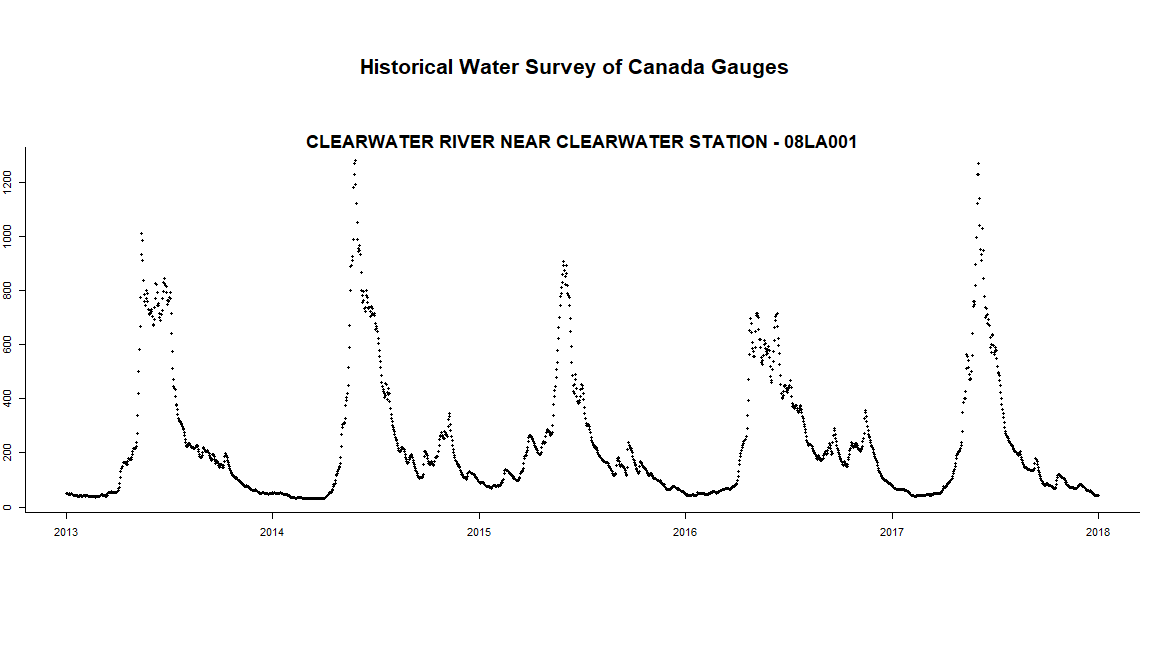 Historical Water Survey of Canada Gauges
CLEARWATER RIVER NEAR CLEARWATER STATION - 08LA001
1200
1000
800
600
400
200
0
2013 2014 2015 2016 2017 2018